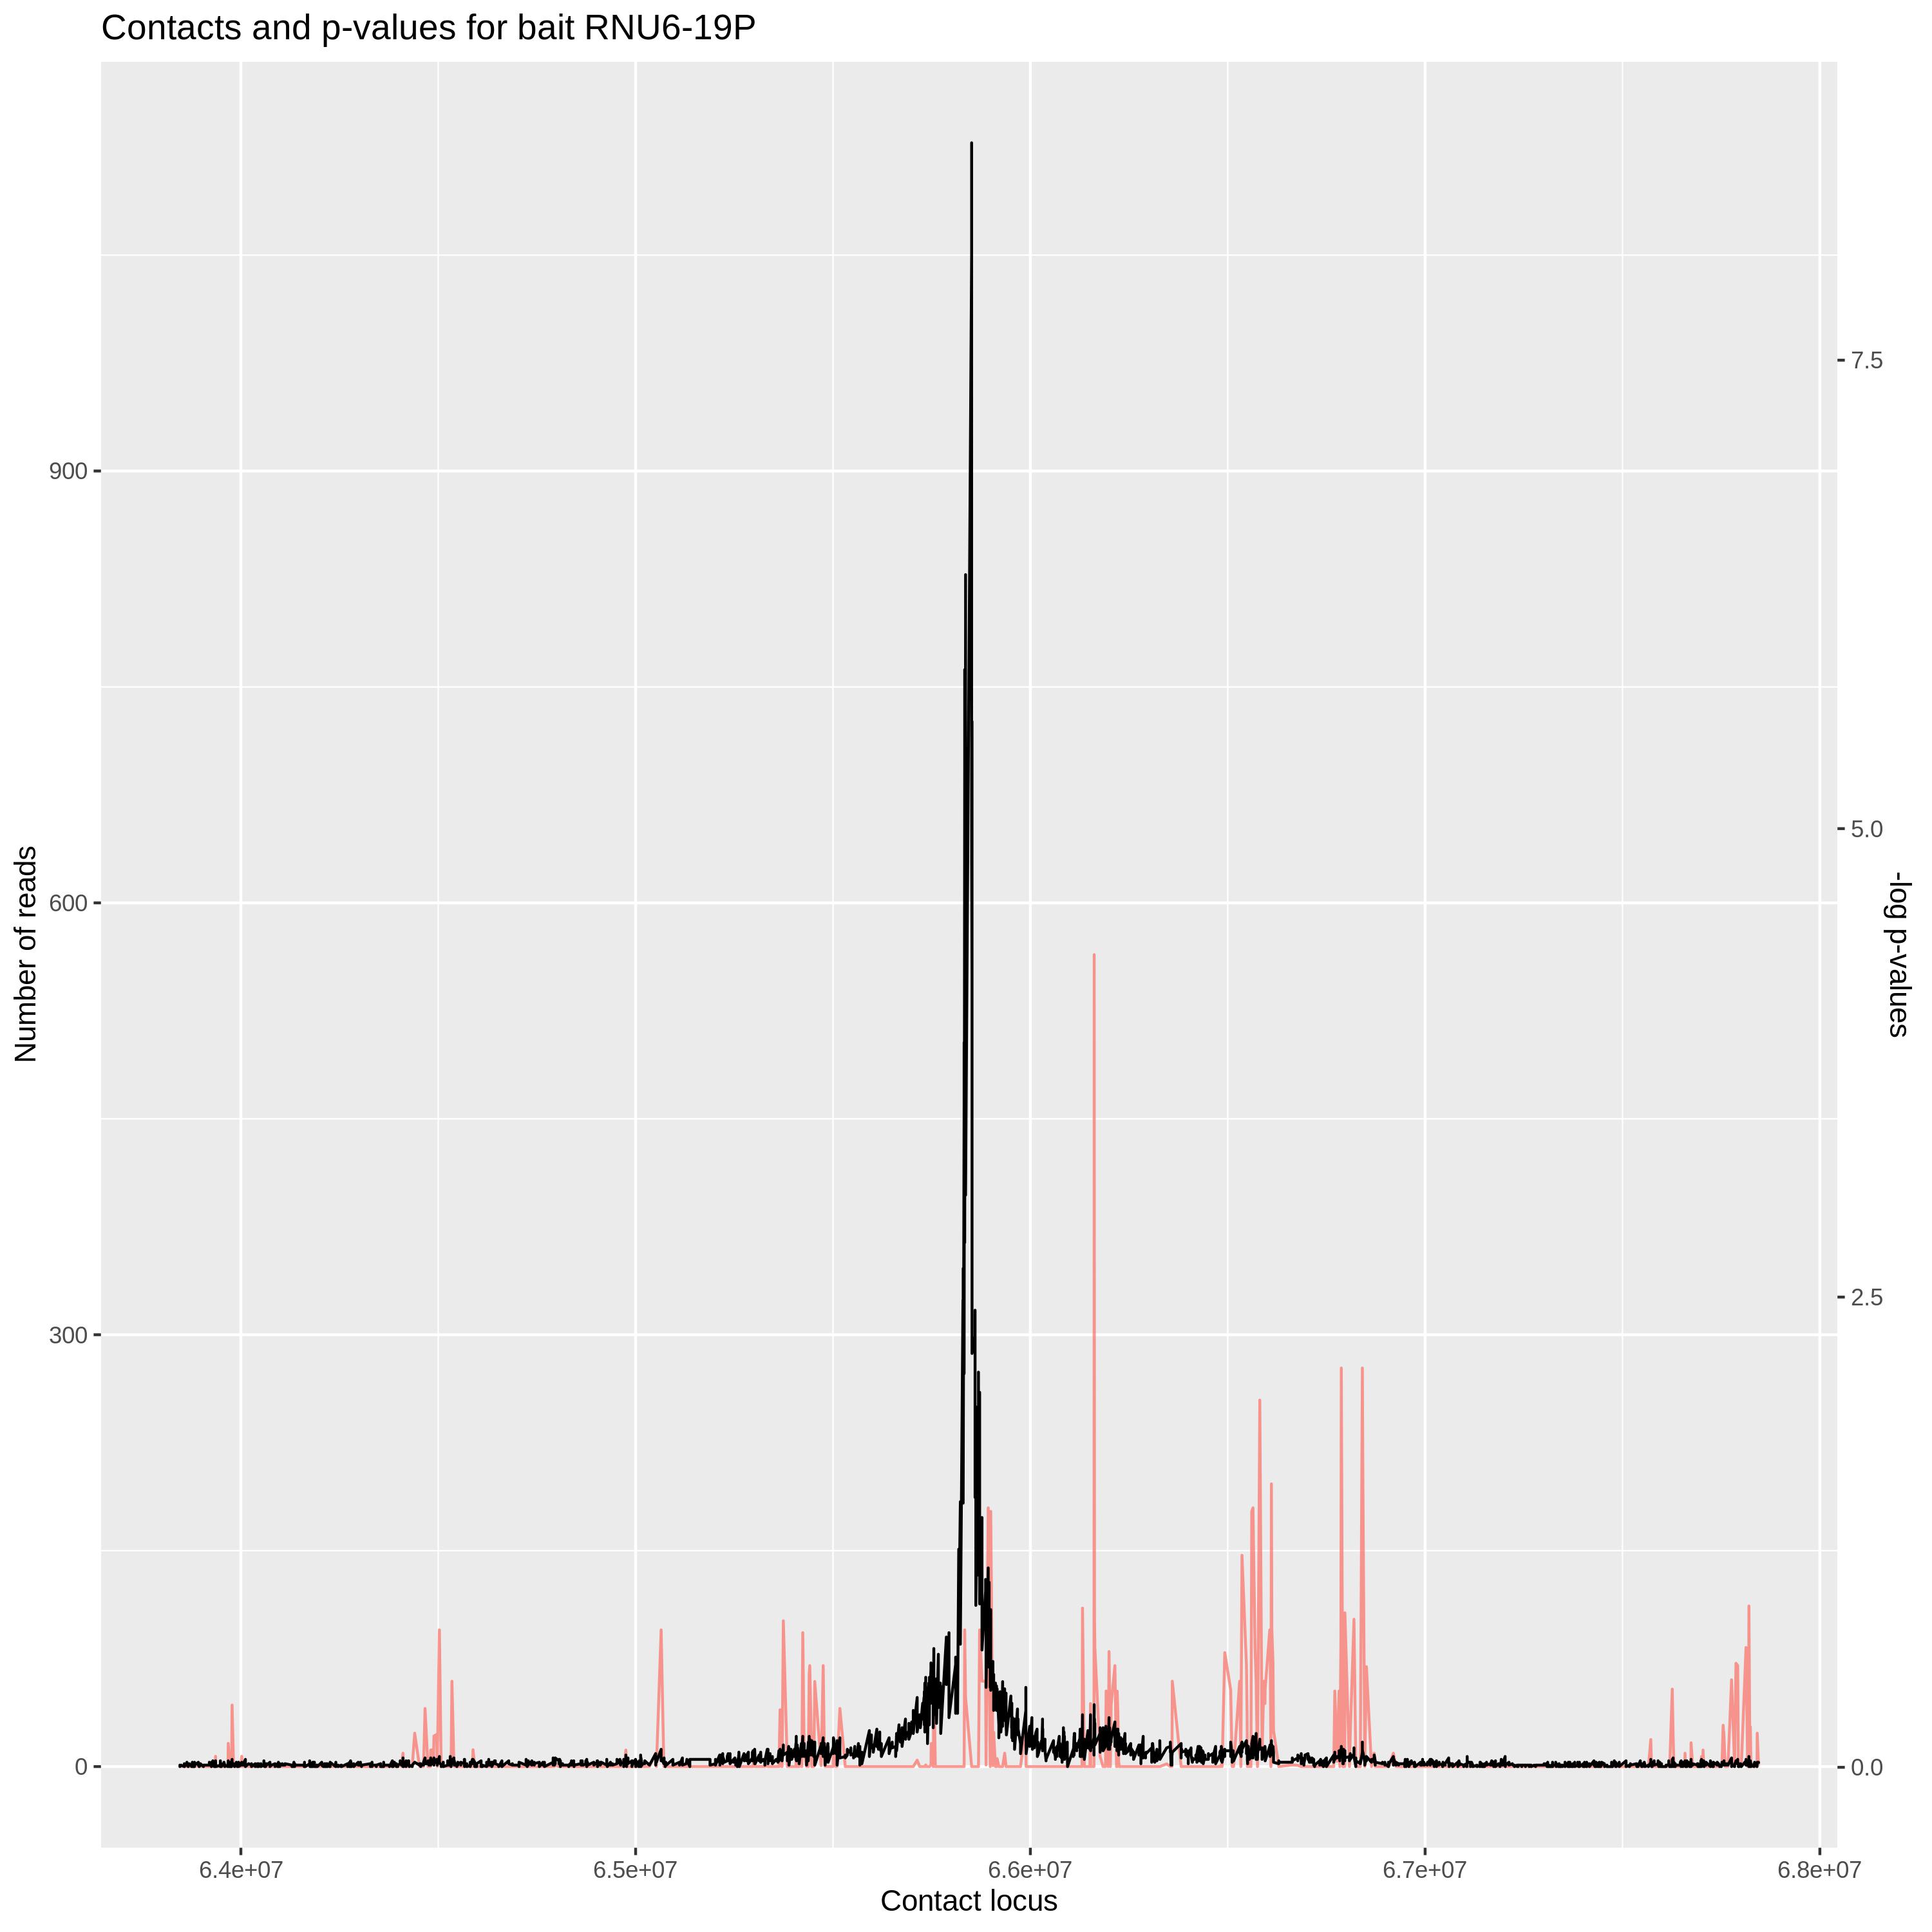 Contacts and p-values for bait RNU6-19P
Number of reads
900
600
300
0
7.5
5.0
2.5
0.0
-log p-values
6.4e+07
6.5e+07
6.6e+07
6.7e+07
6.8e+07
Contact locus